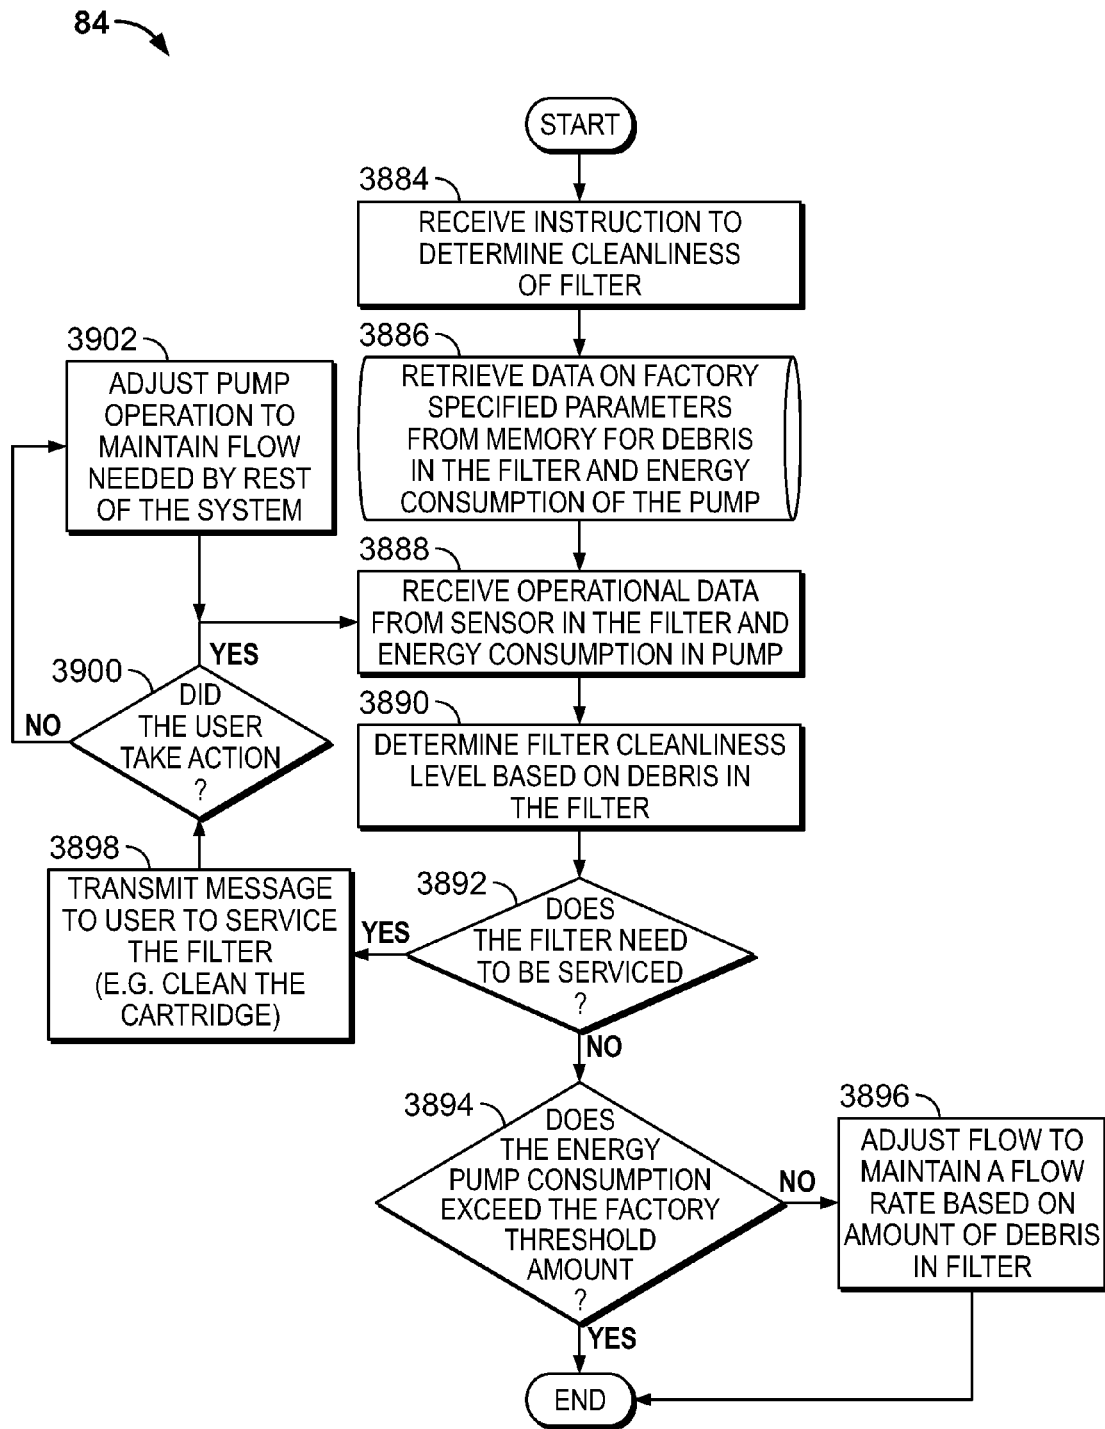 84
START
3884
RECEIVE INSTRUCTION TO
DETERMINE CLEANLINESS
OF FILTER
3886
RETRIEVE DATA ON FACTORY
SPECIFIED PARAMETERS
FROM MEMORY FOR DEBRIS
IN THE FILTER AND ENERGY
CONSUMPTION OF THE PUMP
3902
ADJUST PUMP
OPERATION TO
MAINTAIN FLOW
NEEDED BY REST
OF THE SYSTEM
3888
RECEIVE OPERATIONAL DATA
FROM SENSOR IN THE FILTER AND
ENERGY CONSUMPTION IN PUMP
YES
3900
DID
THE USER
TAKE ACTION
?
NO
3890
DETERMINE FILTER CLEANLINESS
LEVEL BASED ON DEBRIS IN
THE FILTER
3898
TRANSMIT MESSAGE
TO USER TO SERVICE
THE FILTER
(E.G. CLEAN THE
CARTRIDGE)
3892
DOES
THE FILTER NEED
TO BE SERVICED
?
YES
NO
3894
DOES
THE ENERGY
PUMP CONSUMPTION
EXCEED THE FACTORY
THRESHOLD
AMOUNT
?
NO
3896
ADJUST FLOW TO
MAINTAIN A FLOW
RATE BASED ON
AMOUNT OF DEBRIS
IN FILTER
YES
END